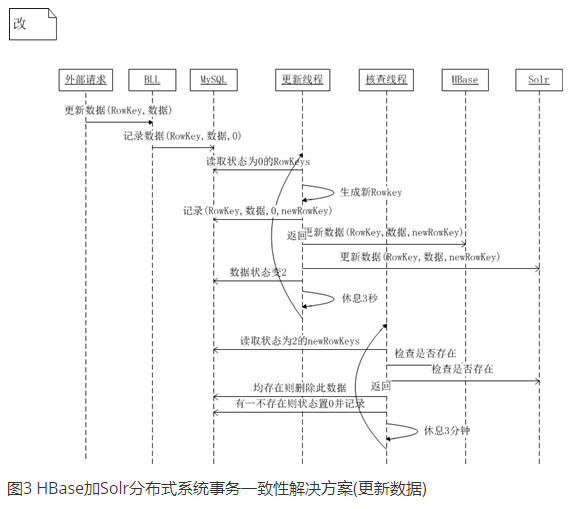 改
外部请求
BLL
MySQL
更新线程
核查线程
HBase
Solr
更新数据(RowKey,数据)
记录数据(RowKey,数据,0)
读取状态为0的RowKeys
生成新Rowkey
记录(RowKey,数据,0,newRowKey)
返回
更新数据(RowKey,数据,newRowKey)
更新数据(RowKey,数据,newRowKey)
数据状态变2
休息3秒
读取状态为2的newRowKeys
检查是否存在
检查是否存在
返回
均存在则删除此数据
有一不存在则状态置0并记录
休息3分钟
图3 HBase加Solr分布式系统事务一致性解决方案(更新数据)